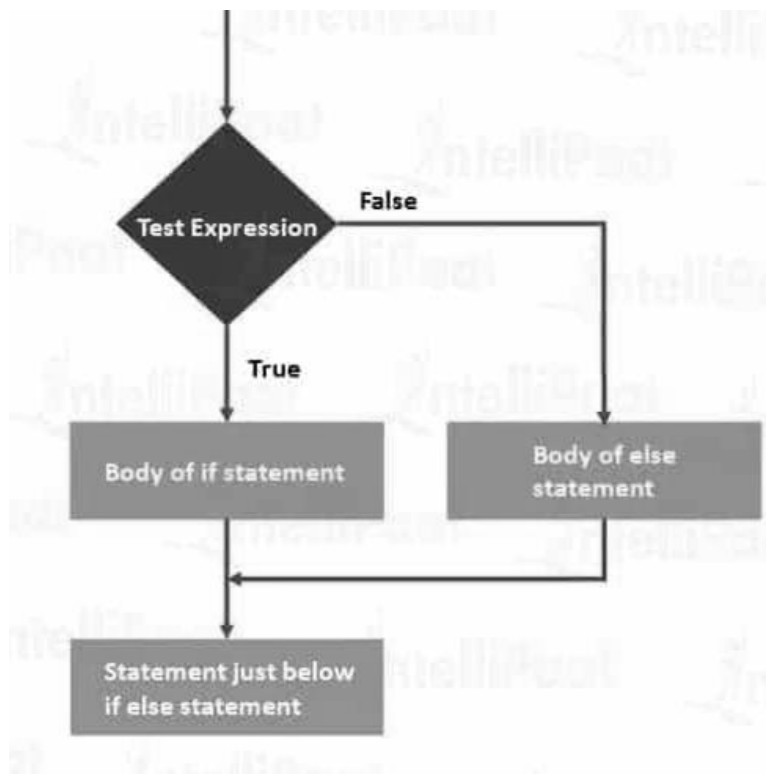 Test Expression
False
True
Body of if statement
Body of else
statement
Statement just below
if else statement